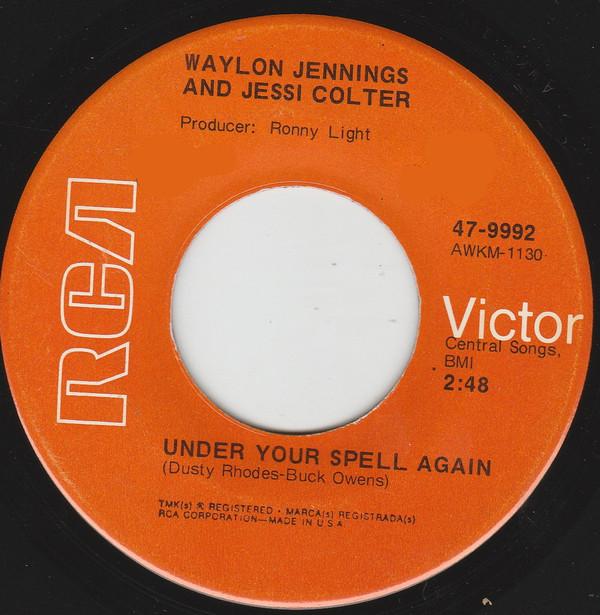 WAYLON JENNINGS
AND JESSI COLTER
Producer: Ronny Light
RCA
47-9992
AWKM-1130
Victor
Central Songs,
BMI
2:48
UNDER YOUR SPELL AGAIN
(Dusty Rhodes-Buck Owens)
TMK(s) ® REGISTERED • MARCA(s) REGISTRADA(s)
RCA CORPORATION—MADE IN U.S.A.